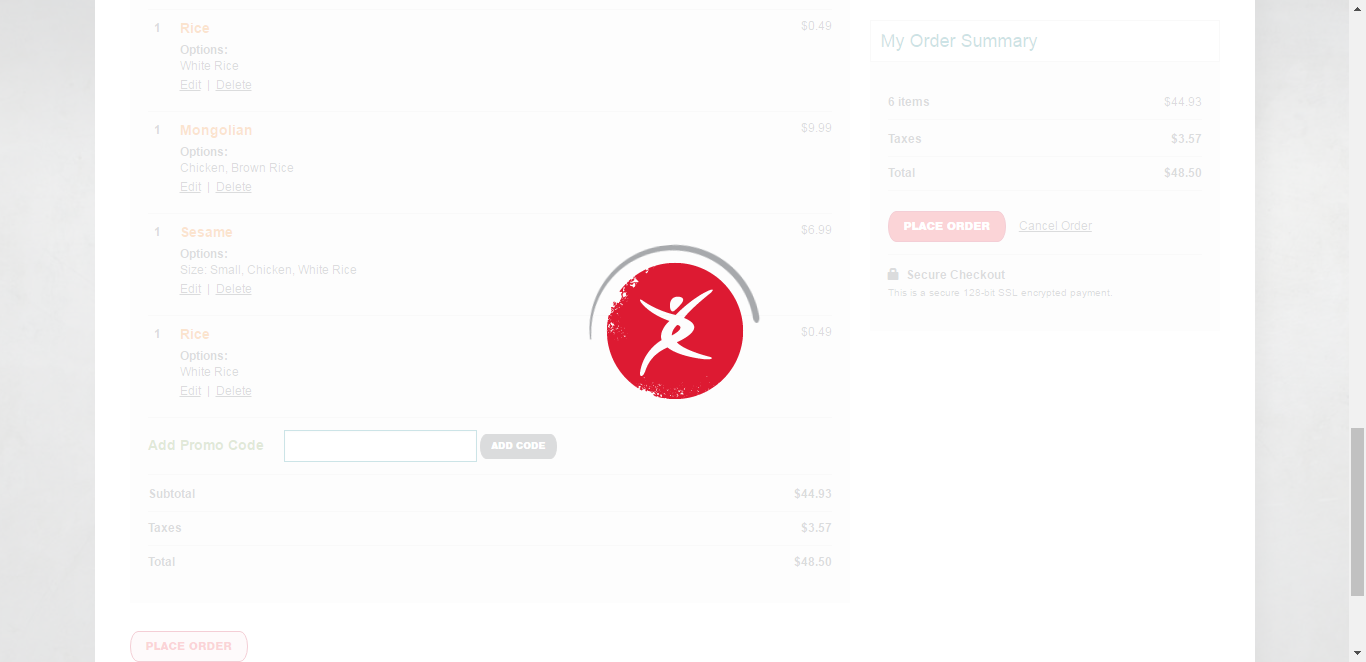 1 Rice $0.49
Options:
White Rice
Edit | Delete
1 Mongolian $9.99
Options:
Chicken, Brown Rice
Edit | Delete
1 Sesame $6.99
Options:
Size: Small, Chicken, White Rice
Edit | Delete
1 Rice $0.49
Options:
White Rice
Edit | Delete
Add Promo Code ADD CODE
Subtotal $44.93
Taxes $3.57
Total $48.50
PLACE ORDER
My Order Summary
6 items $44.93
Taxes $3.57
Total $48.50
PLACE ORDER Cancel Order
Secure Checkout
This is a secure 128-bit SSL encrypted payment.